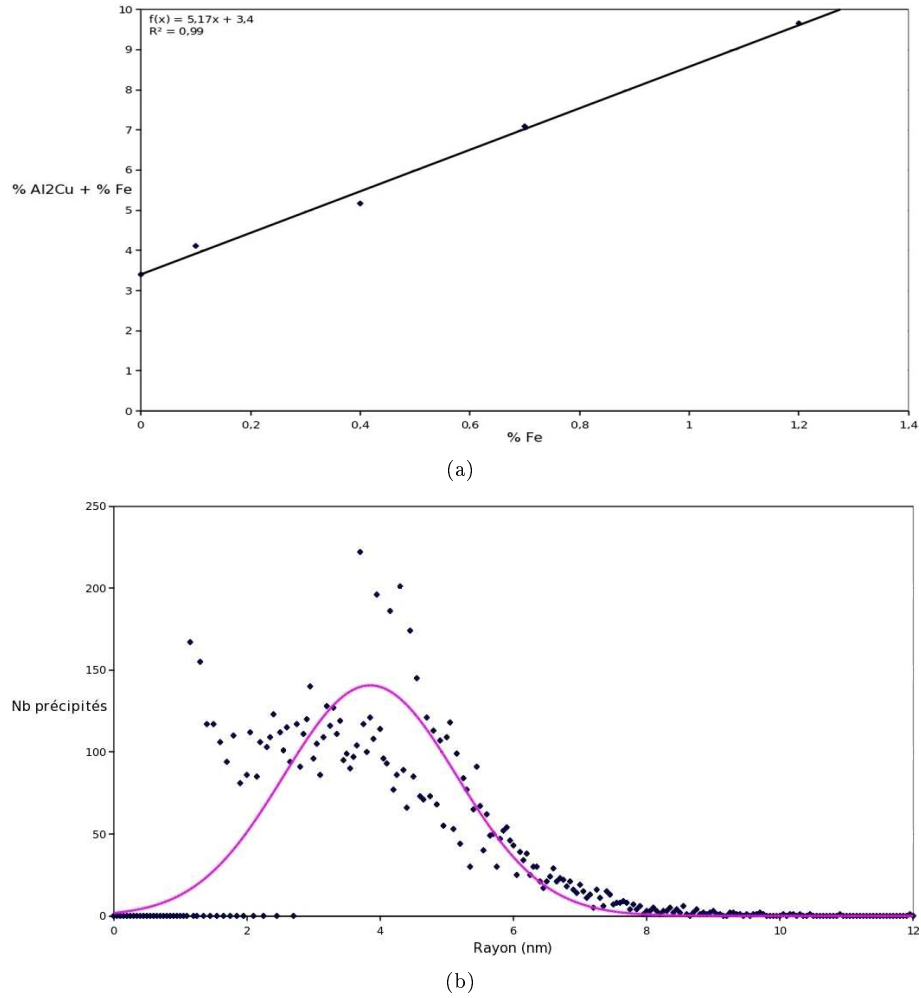 f(x) = 5,17x + 3,4
R² = 0,99
10
9
8
7
6
5
4
3
2
1
0
% Al2Cu + % Fe
0 0,2 0,4 0,6 0,8 1 1,2 1,4
% Fe
(a)
250
200
150
100
50
0
Nb précipités
0 2 4 6 8 10 12
Rayon (nm)
(b)